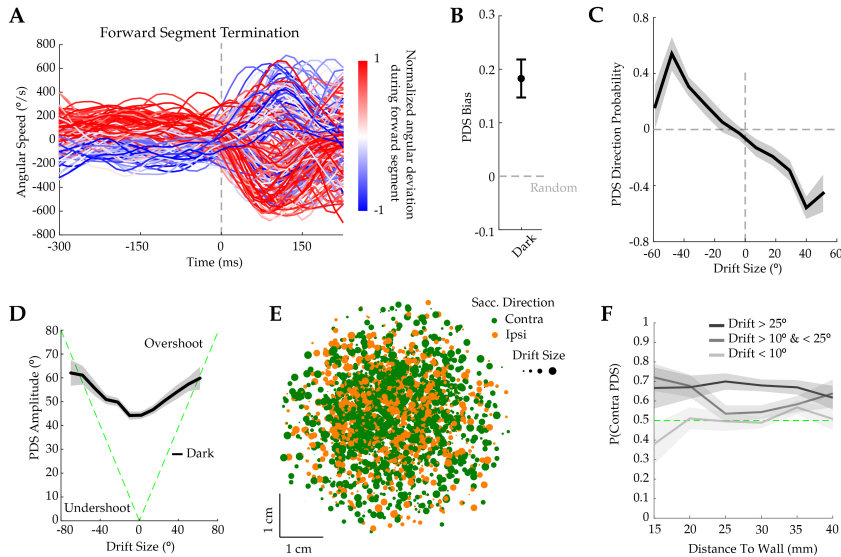 A
Forward Segment Termination
Angular Speed (°/s)
800
600
400
200
0
-200
-400
-600
-800
-300
-150
0
150
Time (ms)
1
-1
Normalized angular deviation
during forward segment
B
PDS Bias
0.3
0.2
0.1
0
-0.1
Random
Dark
C
PDS Direction Probability
0.8
0.4
0
-0.4
-0.8
-60
-40
-20
0
20
40
60
Drift Size (°)
D
PDS Amplitude (°)
80
70
60
50
40
30
20
10
0
-80
-40
0
40
80
Drift Size (°)
Overshoot
Dark
Undershoot
E
Sacc. Direction
Contra
Ipsi
Drift Size
1 cm
1 cm
F
Drift > 25°
Drift > 10° & < 25°
Drift < 10°
P(Contra PDS)
1
0.9
0.8
0.7
0.6
0.5
0.4
0.3
0.2
0.1
0
15
20
25
30
35
40
Distance To Wall (mm)